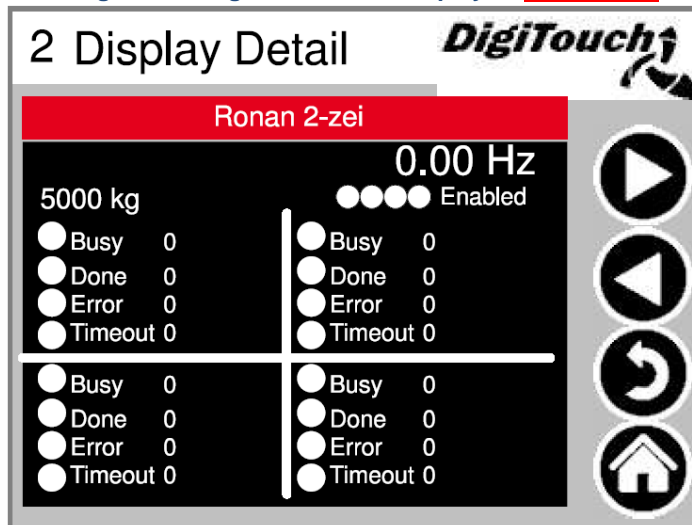 2 Display Detail
DigiTouch
Ronan 2-zei
0.00 Hz
5000 kg
Enabled
Busy 0
Done 0
Error 0
Timeout 0
Busy 0
Done 0
Error 0
Timeout 0
Busy 0
Done 0
Error 0
Timeout 0
Busy 0
Done 0
Error 0
Timeout 0